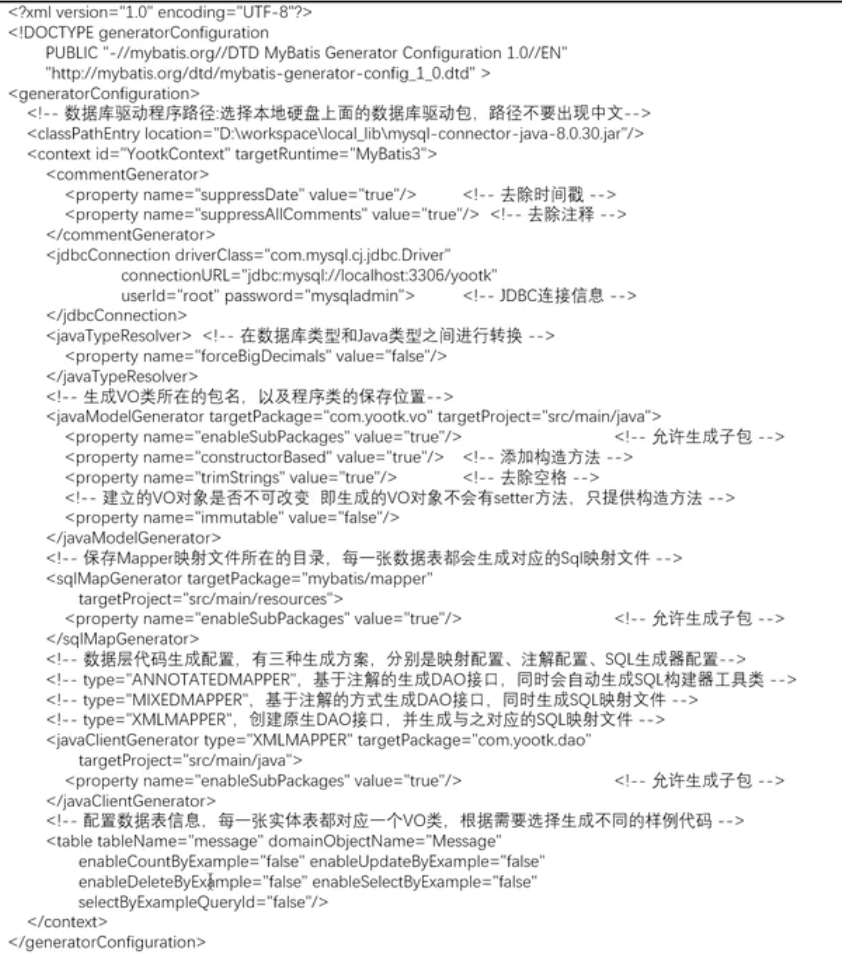 <?xml version="1.0" encoding="UTF-8"?>
<!DOCTYPE generatorConfiguration
PUBLIC "-//mybatis.org//DTD MyBatis Generator Configuration 1.0//EN"
"http://mybatis.org/dtd/mybatis-generator-config_1_0.dtd" >
<generatorConfiguration>
<!-- 数据库驱动程序路径:选择本地硬盘上面的数据库驱动包，路径不要出现中文-->
<classPathEntry location="D:\workspace\local_lib\mysql-connector-java-8.0.30.jar"/>
<context id="YootkContext" targetRuntime="MyBatis3">
<commentGenerator>
<property name="suppressDate" value="true"/> <!-- 去除时间戳 -->
<property name="suppressAllComments" value="true"/> <!-- 去除注释 -->
</commentGenerator>
<jdbcConnection driverClass="com.mysql.cj.jdbc.Driver"
connectionURL="jdbc:mysql://localhost:3306/yootk"
userId="root" password="mysqladmin"> <!-- JDBC连接信息 -->
</jdbcConnection>
<javaTypeResolver> <!-- 在数据库类型和Java类型之间进行转换 -->
<property name="forceBigDecimals" value="false"/>
</javaTypeResolver>
<!-- 生成VO类所在的包名，以及程序类的保存位置-->
<javaModelGenerator targetPackage="com.yootk.vo" targetProject="src/main/java">
<property name="enableSubPackages" value="true"/> <!-- 允许生成子包 -->
<property name="constructorBased" value="true"/> <!-- 添加构造方法 -->
<property name="trimStrings" value="true"/> <!-- 去除空格 -->
<!-- 建立的VO对象是否不可改变 即生成的VO对象不会有setter方法，只提供构造方法 -->
<property name="immutable" value="false"/>
</javaModelGenerator>
<!-- 保存Mapper映射文件所在的目录，每一张数据表都会生成对应的Sql映射文件 -->
<sqlMapGenerator targetPackage="mybatis/mapper"
targetProject="src/main/resources">
<property name="enableSubPackages" value="true"/> <!-- 允许生成子包 -->
</sqlMapGenerator>
<!-- 数据层代码生成配置，有三种生成方案，分别是映射配置、注解配置、SQL生成器配置-->
<!-- type="ANNOTATEDMAPPER"，基于注解的生成DAO接口，同时会自动生成SQL构建器工具类 -->
<!-- type="MIXEDMAPPER"，基于注解的方式生成DAO接口，同时生成SQL映射文件 -->
<!-- type="XMLMAPPER"，创建原生DAO接口，并生成与之对应的SQL映射文件 -->
<javaClientGenerator type="XMLMAPPER" targetPackage="com.yootk.dao"
targetProject="src/main/java">
<property name="enableSubPackages" value="true"/> <!-- 允许生成子包 -->
</javaClientGenerator>
<!-- 配置数据表信息，每一张实体表都对应一个VO类，根据需要选择生成不同的样例代码 -->
<table tableName="message" domainObjectName="Message"
enableCountByExample="false" enableUpdateByExample="false"
enableDeleteByExample="false" enableSelectByExample="false"
selectByExampleQueryId="false"/>
</context>
</generatorConfiguration>